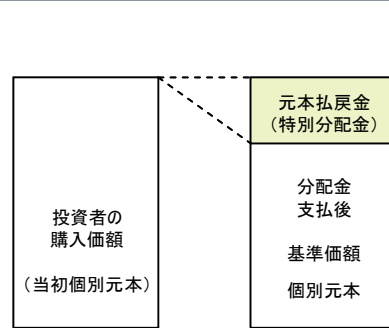 投資者の
購入価額
（当初個別元本）
元本払戻金
（特別分配金）
分配金
支払後
基準価額
個別元本